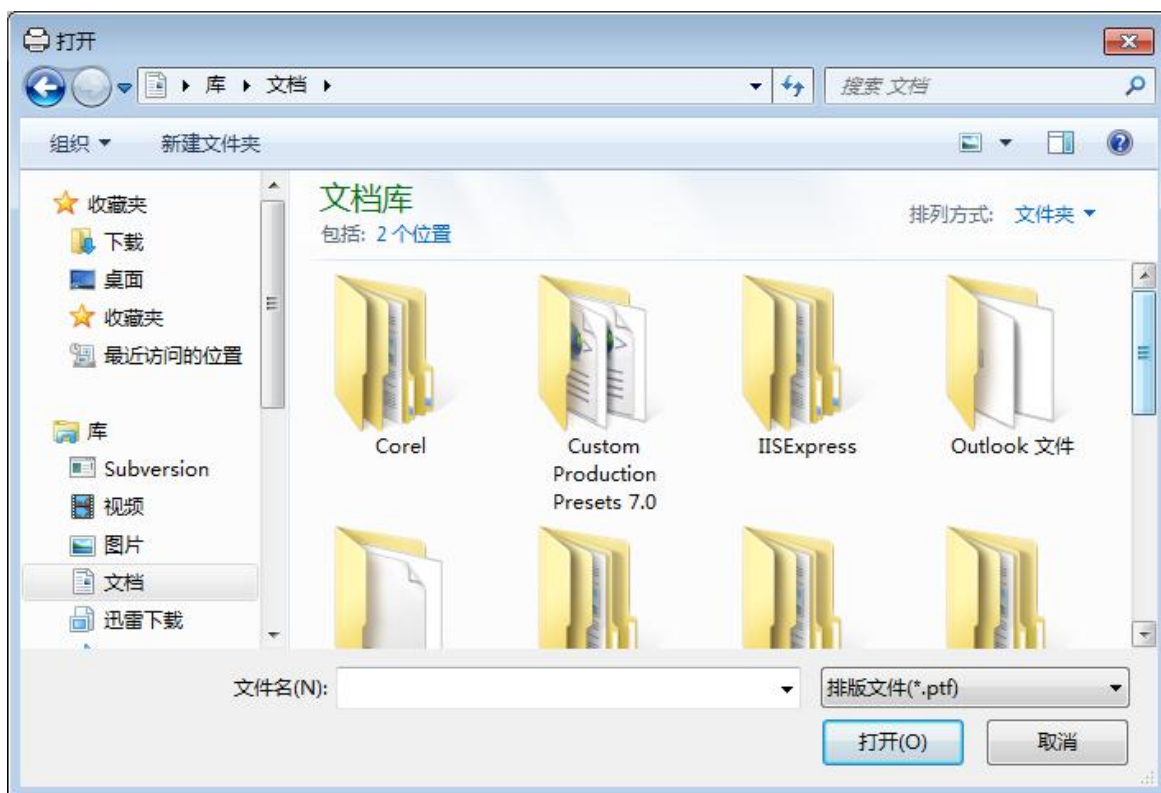 打开
库 文档
搜索 文档
组织 新建文件夹
收藏夹
下载
桌面
收藏夹
最近访问的位置
库
Subversion
视频
图片
文档
迅雷下载
文档库
包括: 2 个位置
排列方式: 文件夹
Corel
Custom
Production
Presets 7.0
IISExpress
Outlook 文件
文件名(N):
排版文件(*.ptf)
打开(O)
取消